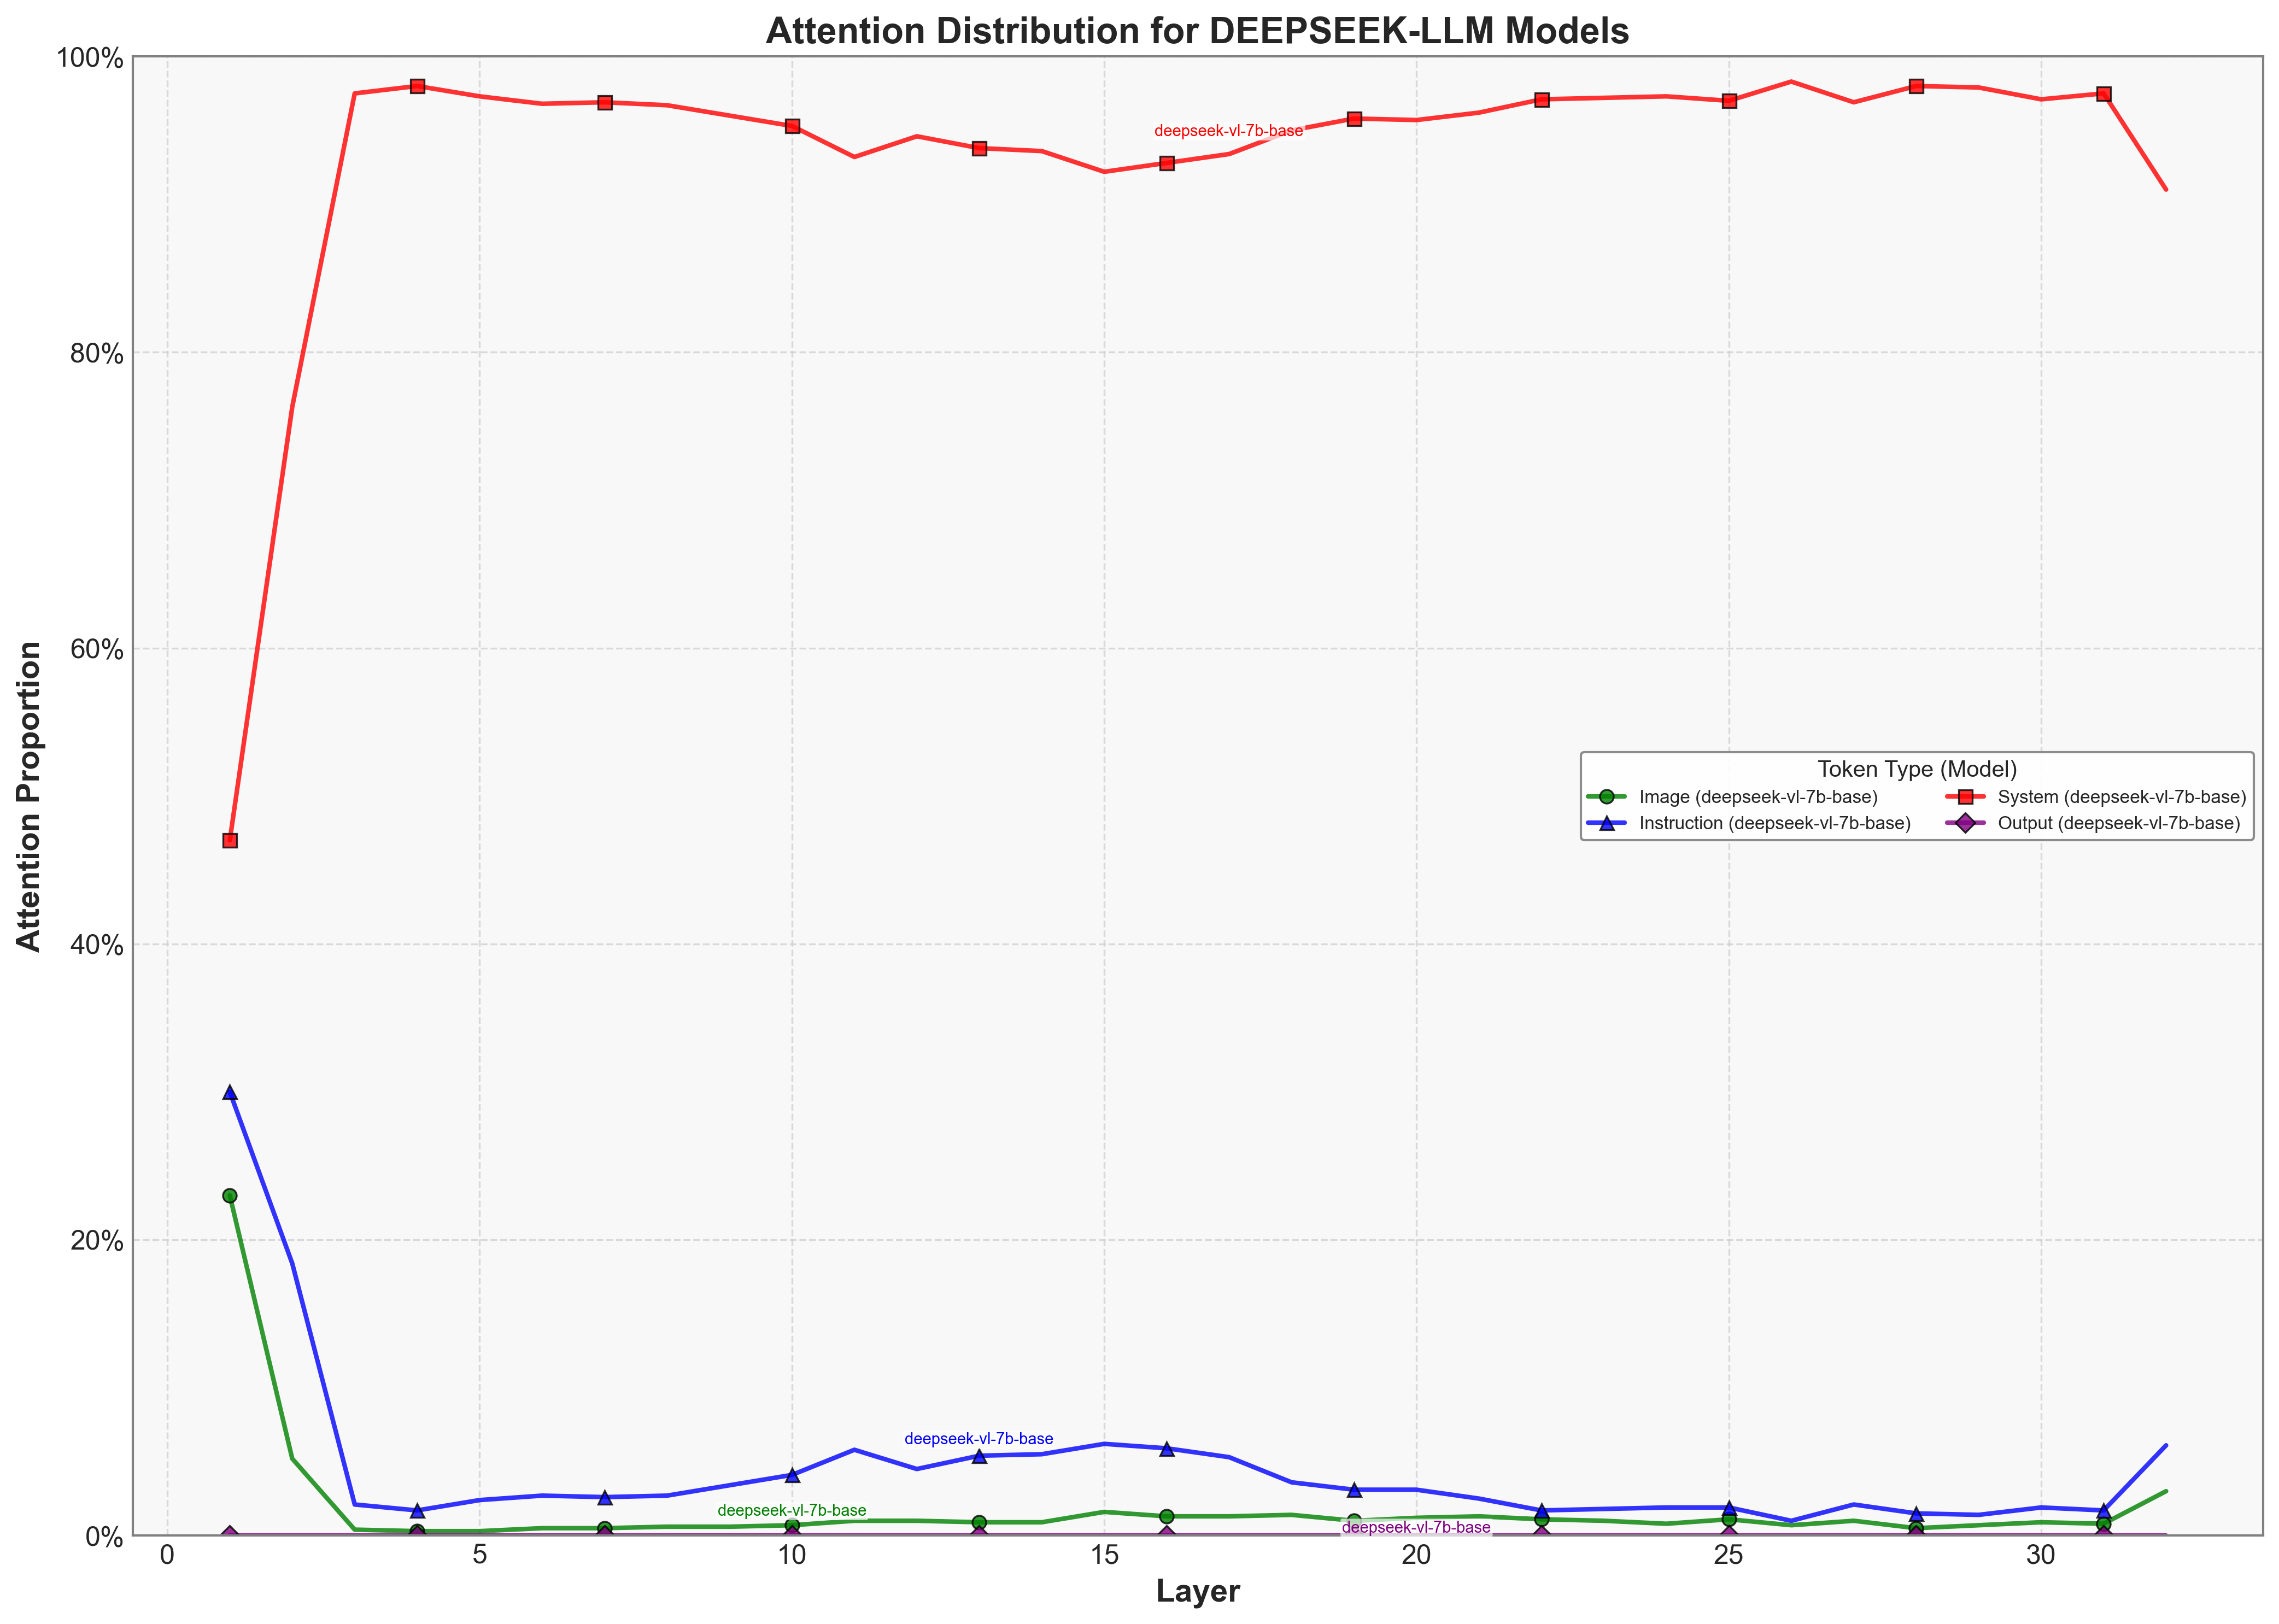 Attention Distribution for DEEPSEEK-LLM Models
100%
80%
60%
40%
20%
0%
Attention Proportion
deepseek-vl-7b-base
Token Type (Model)
Image (deepseek-vl-7b-base)
System (deepseek-vl-7b-base)
Instruction (deepseek-vl-7b-base)
Output (deepseek-vl-7b-base)
deepseek-vl-7b-base
deepseek-vl-7b-base
deepseek-vl-7b-base
0 5 10 15 20 25 30
Layer